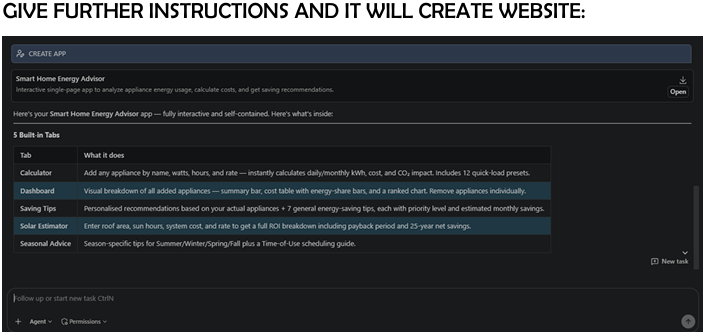 GIVE FURTHER INSTRUCTIONS AND IT WILL CREATE WEBSITE:
CREATE APP
Smart Home Energy Advisor
Interactive single-page app to analyze appliance energy usage, calculate costs, and get saving recommendations.
Open
Here's your Smart Home Energy Advisor app — fully interactive and self-contained. Here's what's inside:
5 Built-in Tabs
Tab What it does
Calculator Add any appliance by name, watts, hours, and rate — instantly calculates daily/monthly kWh, cost, and CO₂ impact. Includes 12 quick-load presets.
Dashboard Visual breakdown of all added appliances — summary bar, cost table with energy-share bars, and a ranked chart. Remove appliances individually.
Saving Tips Personalised recommendations based on your actual appliances + 7 general energy-saving tips, each with priority level and estimated monthly savings.
Solar Estimator Enter roof area, sun hours, system cost, and rate to get a full ROI breakdown including payback period and 25-year net savings.
Seasonal Advice Season-specific tips for Summer/Winter/Spring/Fall plus a Time-of-Use scheduling guide.
New task
Follow up or start new task CtrlN
+ Agent Permissions